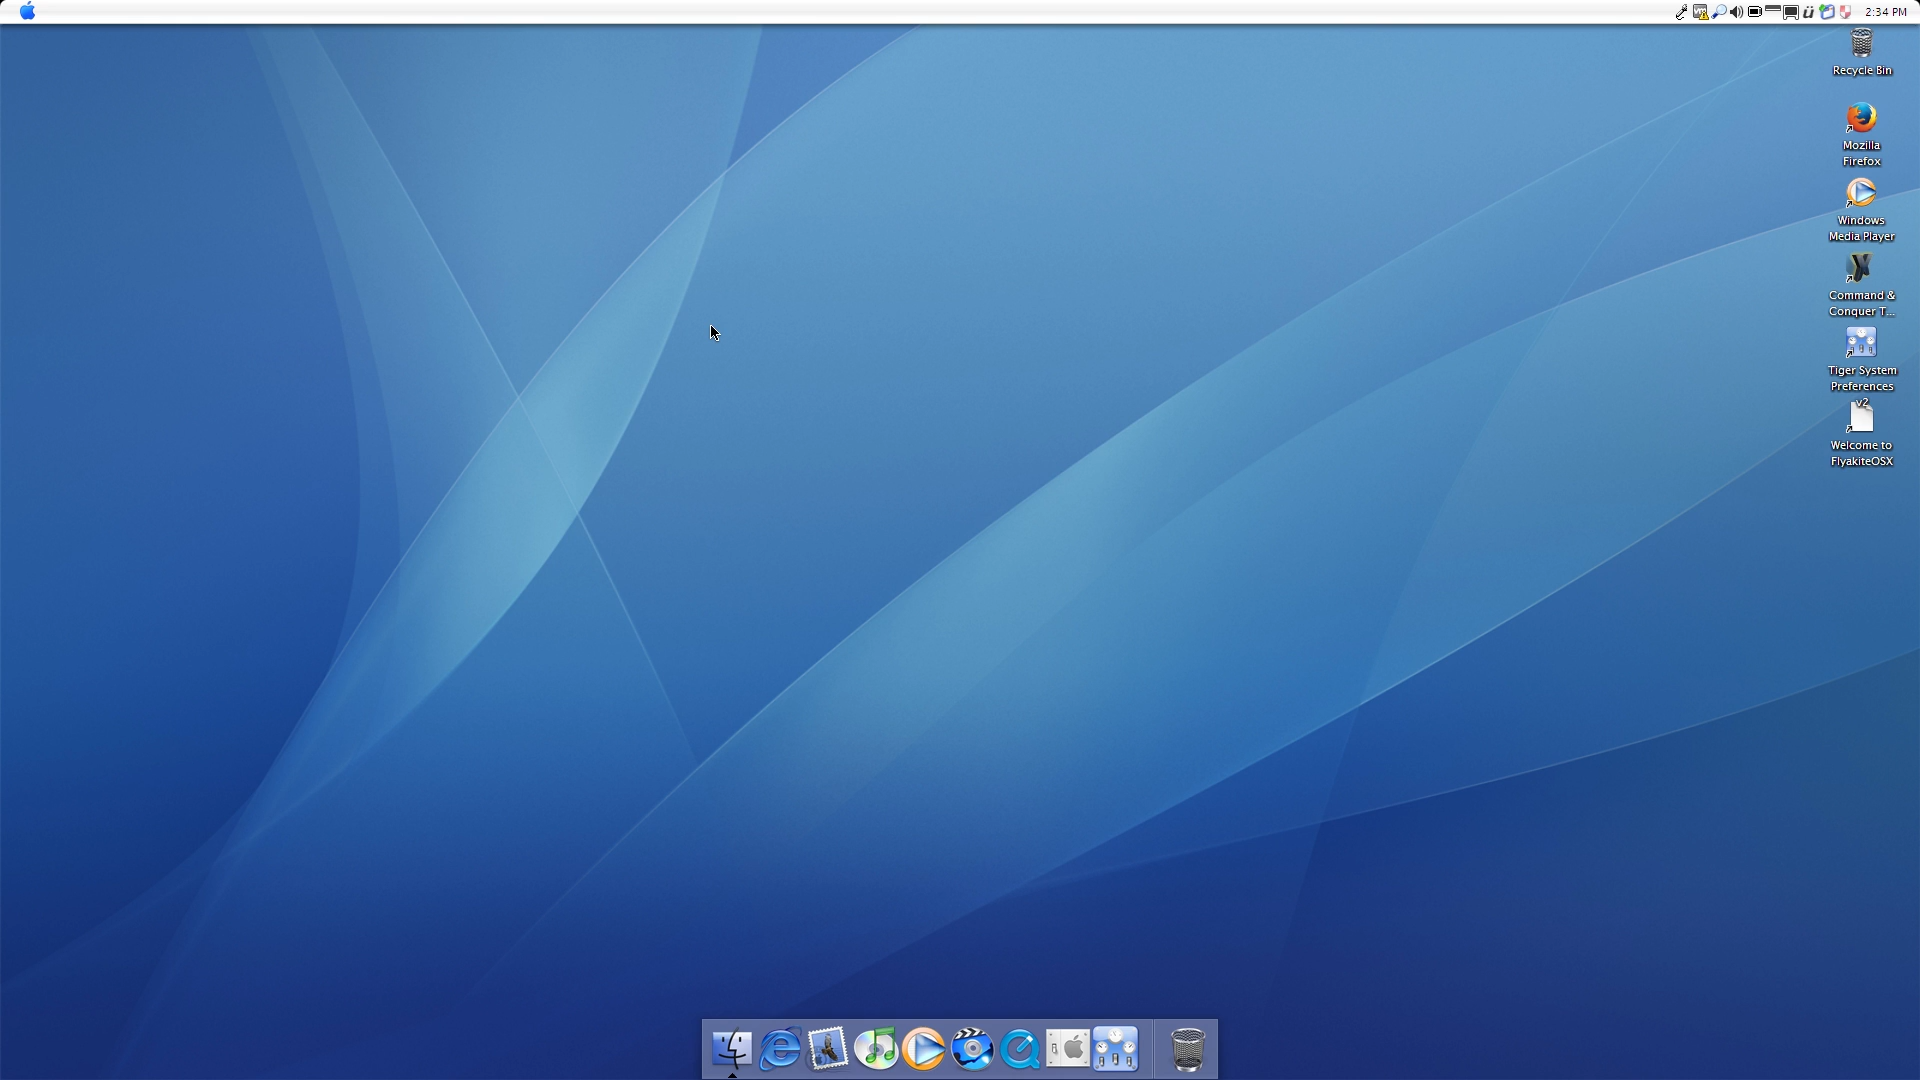 2:34 PM
Recycle Bin
Mozilla
Firefox
Windows
Media Player
Command &
Conquer T...
Tiger System
Preferences
v2
Welcome to
FlyakiteOSX